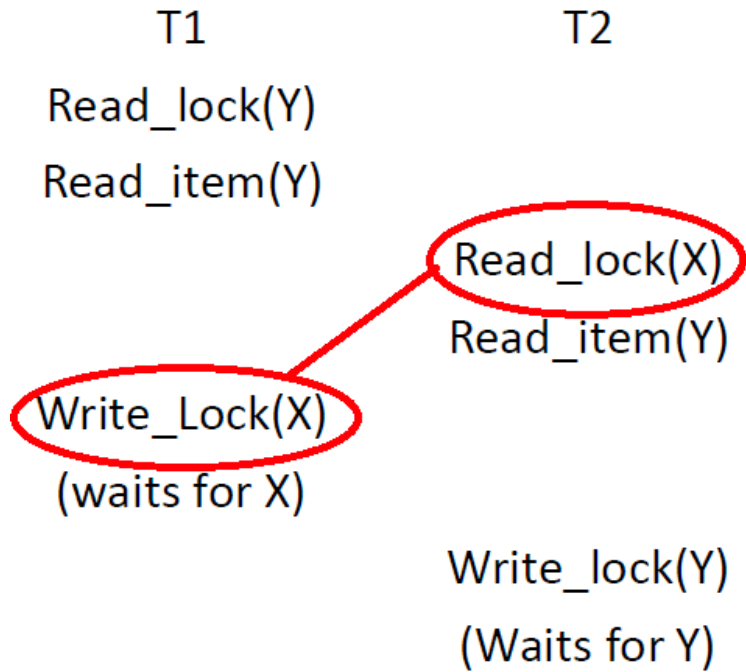 T1 T2
Read_lock(Y)
Read_item(Y)
Read_lock(X)
Read_item(Y)
Write_Lock(X)
(waits for X)
Write_lock(Y)
(Waits for Y)